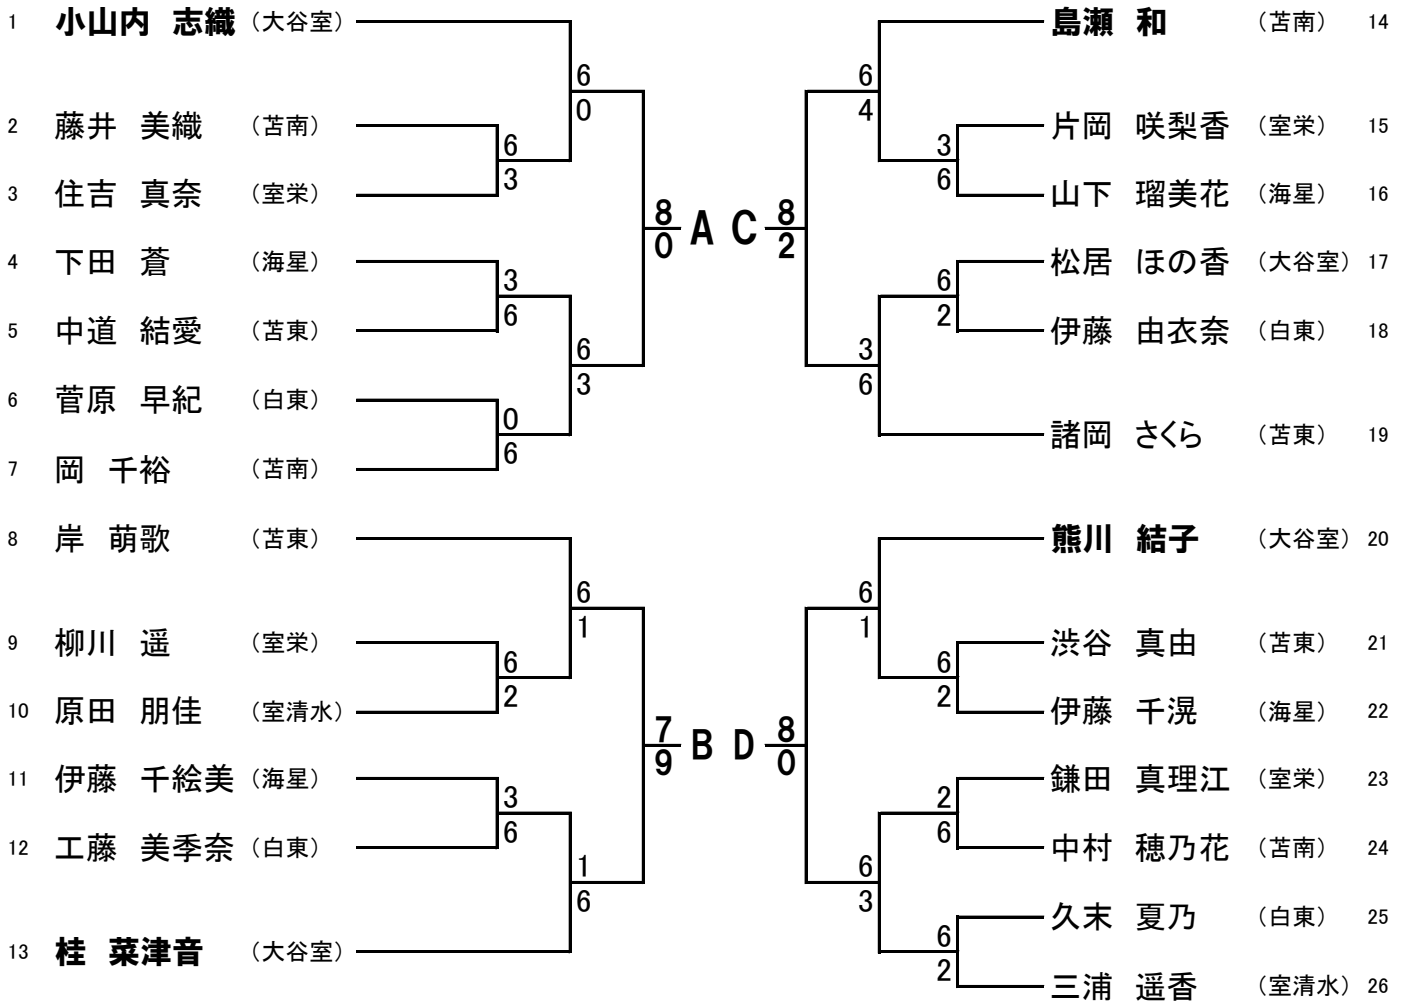 1 小山内 志織 （大谷室）
6
0
2 藤井 美織 （苫南）
6
3
3 住吉 真奈 （室栄）
8
0
A
4 下田 蒼 （海星）
3
6
5 中道 結愛 （苫東）
6
3
6 菅原 早紀 （白東）
0
6
7 岡 千裕 （苫南）
8 岸 萌歌 （苫東）
6
1
9 柳川 遥 （室栄）
6
2
10 原田 朋佳 （室清水）
7
9
B
11 伊藤 千絵美 （海星）
3
6
12 工藤 美季奈 （白東）
1
6
13 桂 菜津音 （大谷室）
島瀬 和 （苫南） 14
6
4
片岡 咲梨香 （室栄） 15
3
6
山下 瑠美花 （海星） 16
C
8
2
松居 ほの香 （大谷室） 17
6
2
伊藤 由衣奈 （白東） 18
3
6
諸岡 さくら （苫東） 19
熊川 結子 （大谷室） 20
6
1
渋谷 真由 （苫東） 21
6
2
伊藤 千滉 （海星） 22
D
8
0
鎌田 真理江 （室栄） 23
2
6
中村 穂乃花 （苫南） 24
6
3
久末 夏乃 （白東） 25
6
2
三浦 遥香 （室清水） 26